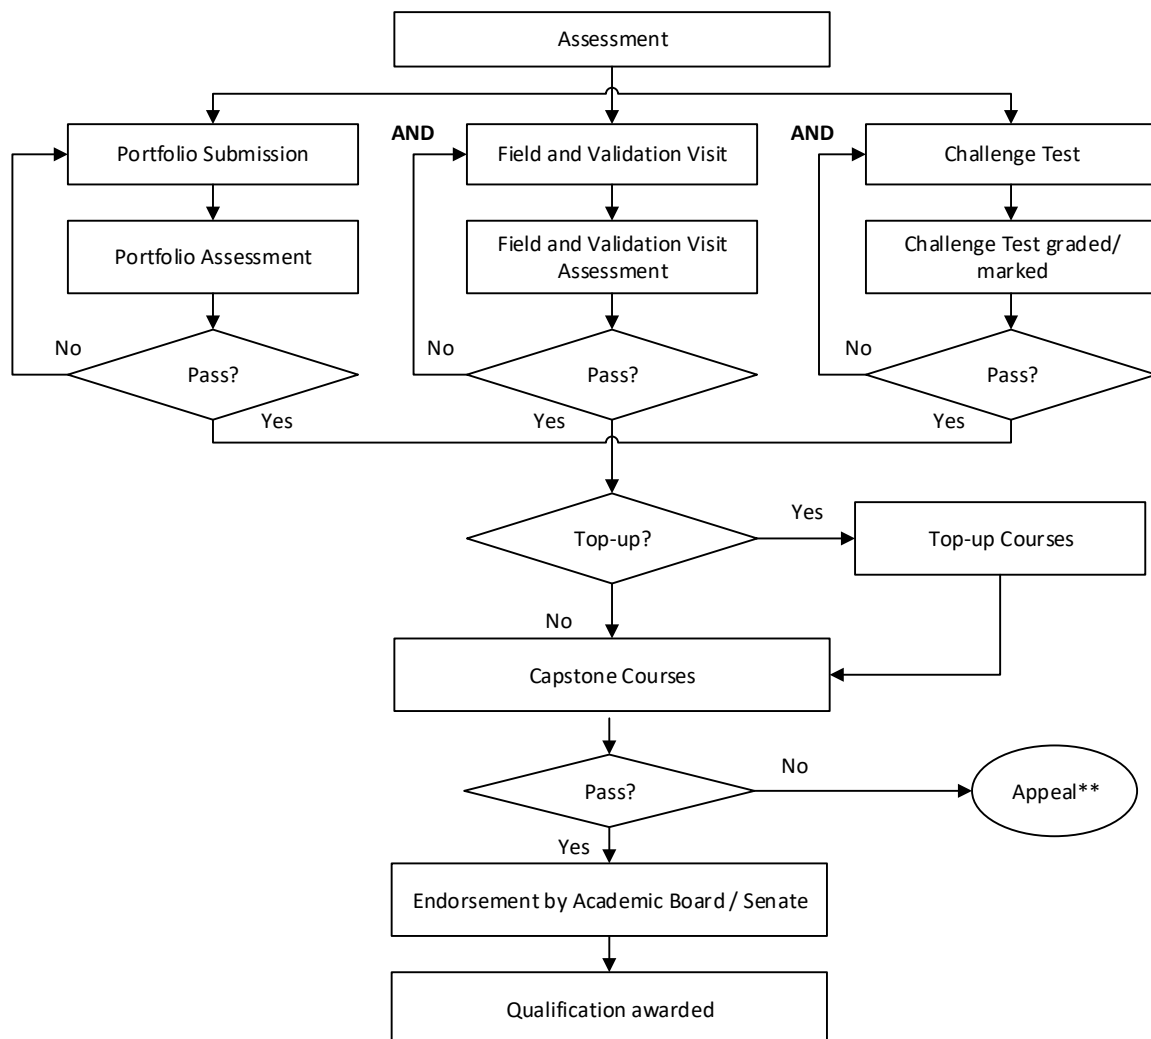 Assessment
AND
AND
Portfolio Submission
Field and Validation Visit
Challenge Test
Portfolio Assessment
Field and Validation Visit
Assessment
Challenge Test graded/
marked
No
Pass?
Yes
No
Pass?
Yes
No
Pass?
Yes
Top-up?
Yes
Top-up Courses
No
Capstone Courses
Pass?
No
Appeal**
Yes
Endorsement by Academic Board / Senate
Qualification awarded